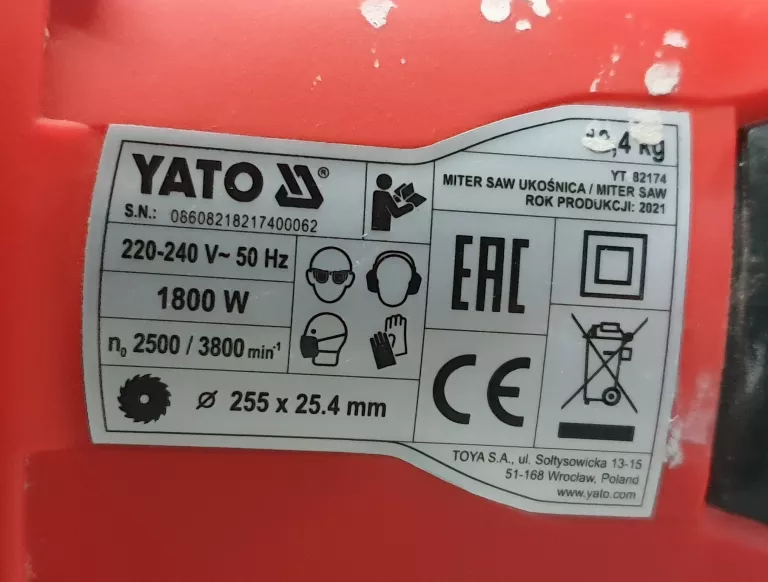 YATO ®
S.N.: 08608218217400062
220-240 V~ 50 Hz
1800 W
n₀ 2500 / 3800 min⁻¹
255 x 25.4 mm
kg
YT 82174
MITER SAW UKOŚNICA / MITER SAW
ROK PRODUKCJI: 2021
EAC
CE
TOYA S.A., ul. Sołtysowicka 13-15
51-168 Wrocław, Poland
www.yato.com